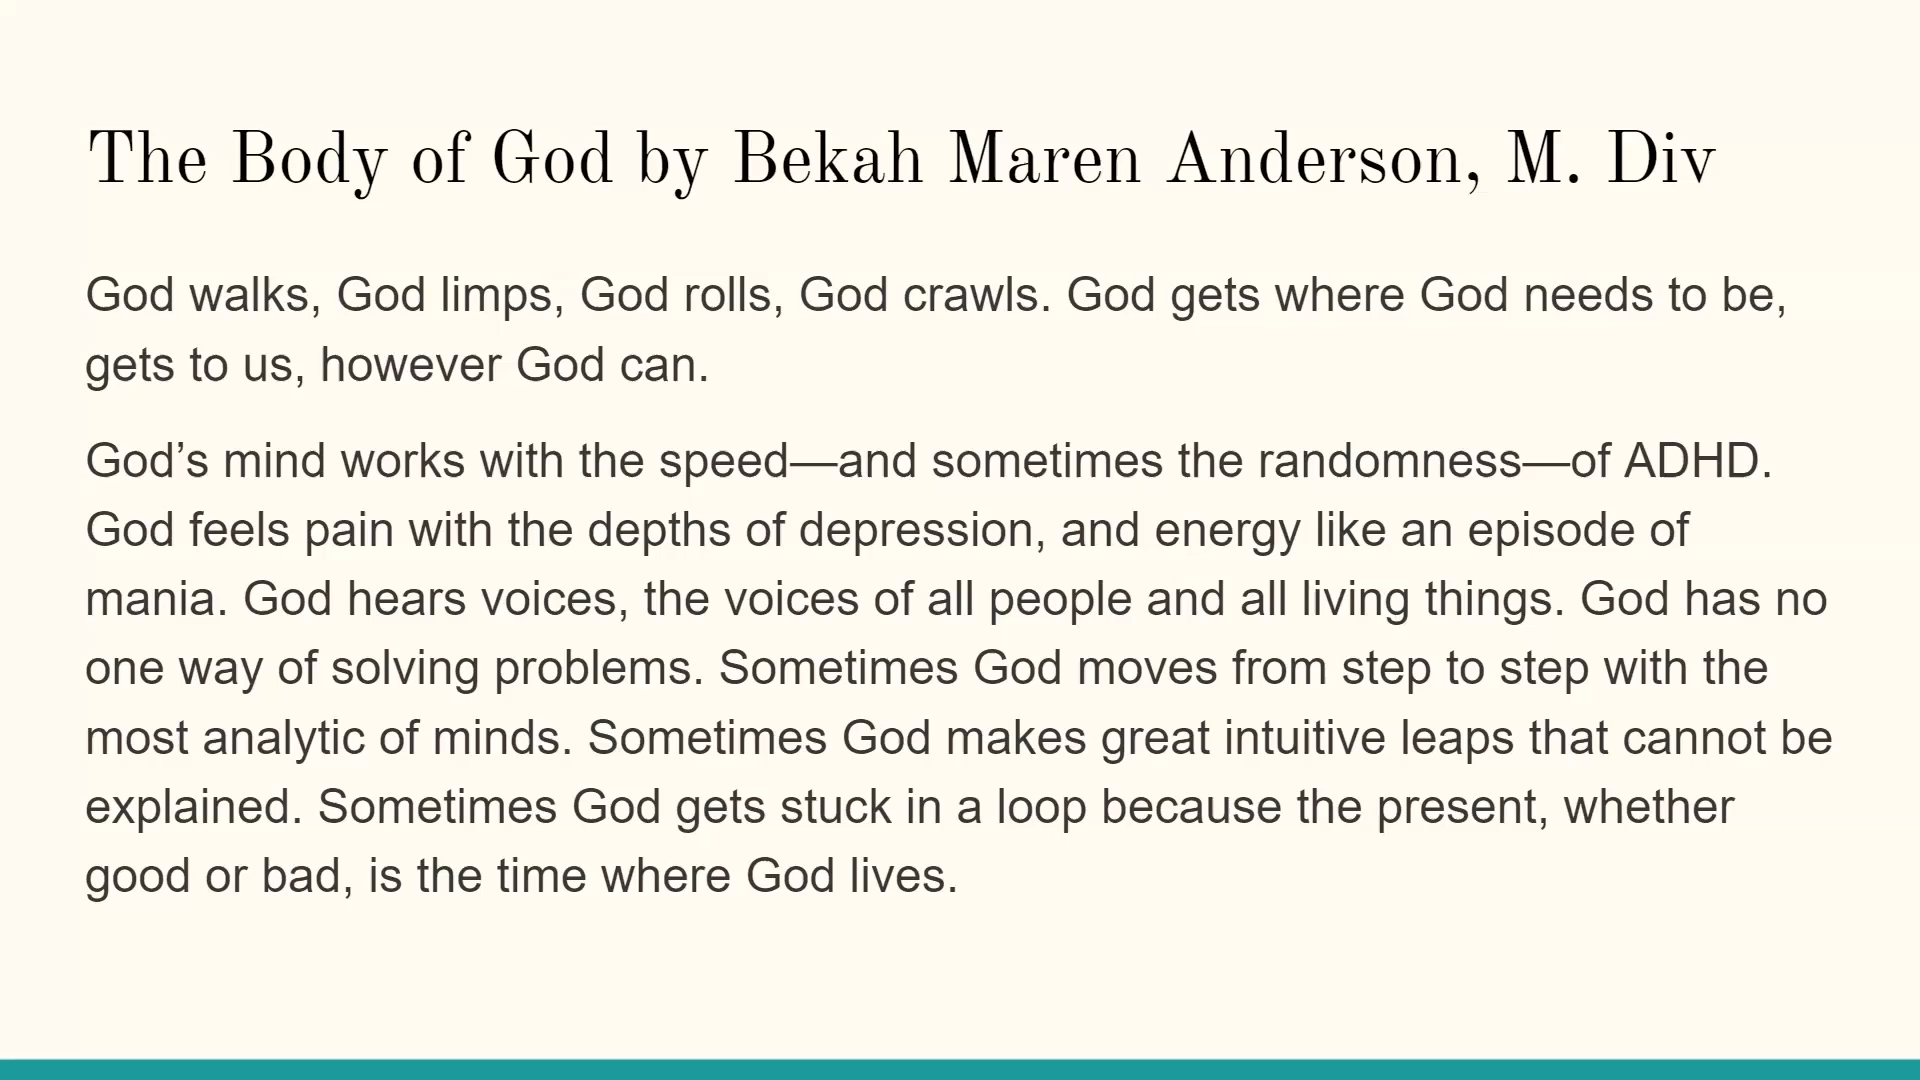 The Body of God by Bekah Maren Anderson, M. Div
God walks, God limps, God rolls, God crawls. God gets where God needs to be,
gets to us, however God can.
God’s mind works with the speed—and sometimes the randomness—of ADHD.
God feels pain with the depths of depression, and energy like an episode of
mania. God hears voices, the voices of all people and all living things. God has no
one way of solving problems. Sometimes God moves from step to step with the
most analytic of minds. Sometimes God makes great intuitive leaps that cannot be
explained. Sometimes God gets stuck in a loop because the present, whether
good or bad, is the time where God lives.